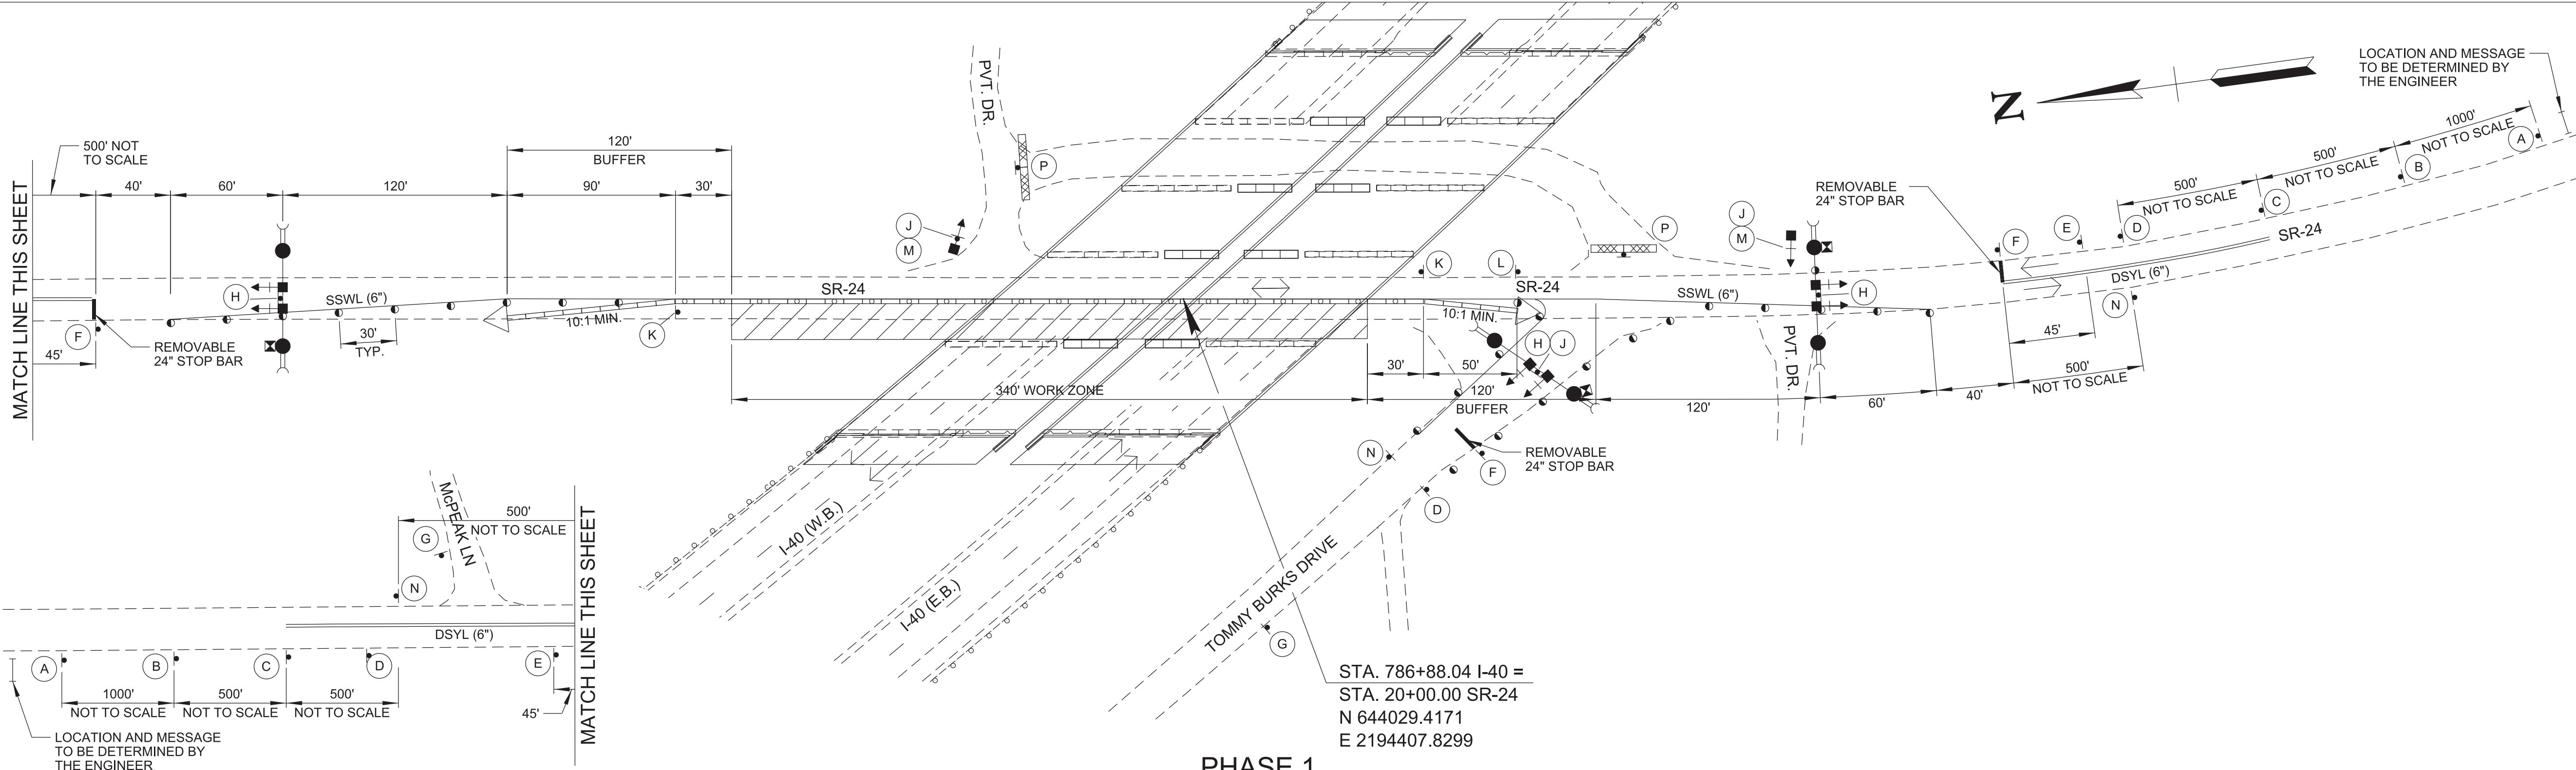 LOCATION AND MESSAGE
TO BE DETERMINED BY
THE ENGINEER
N
1000'
NOT TO SCALE
A
500'
NOT TO SCALE
B
500'
NOT TO SCALE
C
REMOVABLE
24" STOP BAR
D
E
F
SR-24
DSYL (6")
N
45'
500'
NOT TO SCALE
40'
60'
120'
MATCH LINE THIS SHEET
500' NOT
TO SCALE
40'
60'
120'
120'
BUFFER
90'
30'
H
SSWL (6")
F
45'
REMOVABLE
24" STOP BAR
30'
TYP.
10:1 MIN.
K
SR-24
PVT. DR.
P
J
M
P
K
L
SR-24
J
M
SSWL (6")
H
10:1 MIN.
PVT. DR.
H
J
30'
50'
120'
BUFFER
340' WORK ZONE
N
REMOVABLE
24" STOP BAR
F
D
I-40 (W.B.)
I-40 (E.B.)
TOMMY BURKS DRIVE
G
STA. 786+88.04 I-40 =
STA. 20+00.00 SR-24
N 644029.4171
E 2194407.8299
McPEAK LN
500'
NOT TO SCALE
G
N
DSYL (6")
A
B
C
D
E
1000'
NOT TO SCALE
500'
NOT TO SCALE
500'
NOT TO SCALE
45'
MATCH LINE THIS SHEET
LOCATION AND MESSAGE
TO BE DETERMINED BY
THE ENGINEER
PHASE 1